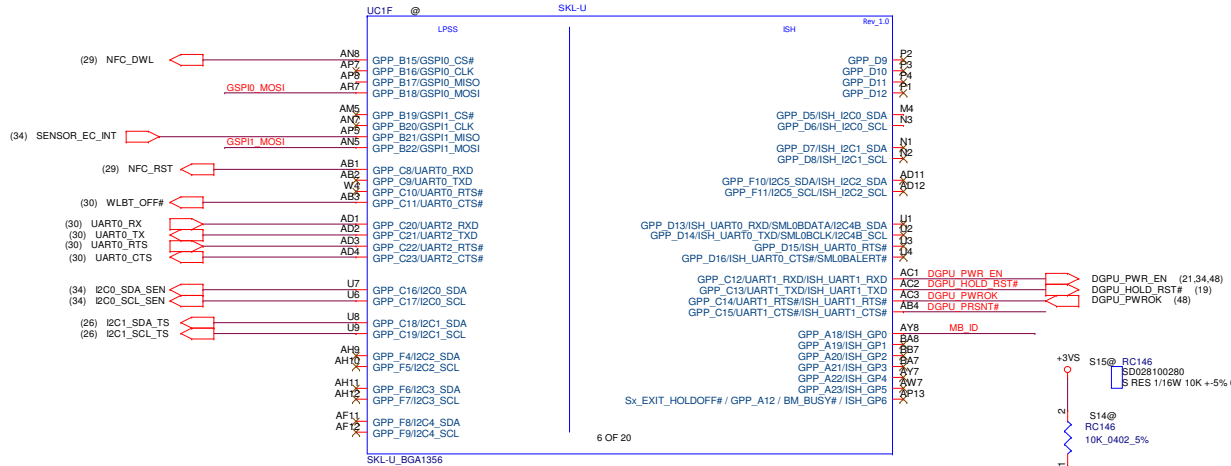 UC1F @ SKL-U
Rev_1.0
LPSS ISH
(29) NFC_DWL AN8 GPP_B15/GSPI0_CS#
AP7 GPP_B16/GSPI0_CLK
AP8 GPP_B17/GSPI0_MISO
GSPI0_MOSI AR7 GPP_B18/GSPI0_MOSI
AM5 GPP_B19/GSPI1_CS#
AN7 GPP_B20/GSPI1_CLK
(34) SENSOR_EC_INT AP5 GPP_B21/GSPI1_MISO
GSPI1_MOSI AN5 GPP_B22/GSPI1_MOSI
(29) NFC_RST AB1 GPP_C8/UART0_RXD
AB2 GPP_C9/UART0_TXD
W4 GPP_C10/UART0_RTS#
(30) WLBT_OFF# AB3 GPP_C11/UART0_CTS#
(30) UART0_RX AD1 GPP_C20/UART2_RXD
(30) UART0_TX AD2 GPP_C21/UART2_TXD
(30) UART0_RTS AD3 GPP_C22/UART2_RTS#
(30) UART0_CTS AD4 GPP_C23/UART2_CTS#
(34) I2C0_SDA_SEN U7 GPP_C16/I2C0_SDA
(34) I2C0_SCL_SEN U6 GPP_C17/I2C0_SCL
(26) I2C1_SDA_TS U8 GPP_C18/I2C1_SDA
(26) I2C1_SCL_TS U9 GPP_C19/I2C1_SCL
AH9 GPP_F4/I2C2_SDA
AH10 GPP_F5/I2C2_SCL
AH11 GPP_F6/I2C3_SDA
AH12 GPP_F7/I2C3_SCL
AF11 GPP_F8/I2C4_SDA
AF12 GPP_F9/I2C4_SCL
GPP_D9 P2
GPP_D10 P3
GPP_D11 P4
GPP_D12 P1
GPP_D5/ISH_I2C0_SDA M4
GPP_D6/ISH_I2C0_SCL N3
GPP_D7/ISH_I2C1_SDA N1
GPP_D8/ISH_I2C1_SCL N2
GPP_F10/I2C5_SDA/ISH_I2C2_SDA AD11
GPP_F11/I2C5_SCL/ISH_I2C2_SCL AD12
GPP_D13/ISH_UART0_RXD/SML0BDATA/I2C4B_SDA U1
GPP_D14/ISH_UART0_TXD/SML0BCLK/I2C4B_SCL U2
GPP_D15/ISH_UART0_RTS# U3
GPP_D16/ISH_UART0_CTS#/SML0BALERT# U4
GPP_C12/UART1_RXD/ISH_UART1_RXD AC1 DGPU_PWR_EN DGPU_PWR_EN (21,34,48)
GPP_C13/UART1_TXD/ISH_UART1_TXD AC2 DGPU_HOLD_RST# DGPU_HOLD_RST# (19)
GPP_C14/UART1_RTS#/ISH_UART1_RTS# AC3 DGPU_PWROK DGPU_PWROK (48)
GPP_C15/UART1_CTS#/ISH_UART1_CTS# AB4 DGPU_PRSNT#
GPP_A18/ISH_GP0 AY8 MB_ID
GPP_A19/ISH_GP1 BA8
GPP_A20/ISH_GP2 BB7
GPP_A21/ISH_GP3 BA7
GPP_A22/ISH_GP4 AY7
GPP_A23/ISH_GP5 AW7
Sx_EXIT_HOLDOFF# / GPP_A12 / BM_BUSY# / ISH_GP6 AP13
6 OF 20
SKL-U_BGA1356
+3VS
S15@ RC146
SD028100280
S RES 1/16W 10K +-5%
2
S14@
RC146
10K_0402_5%
1